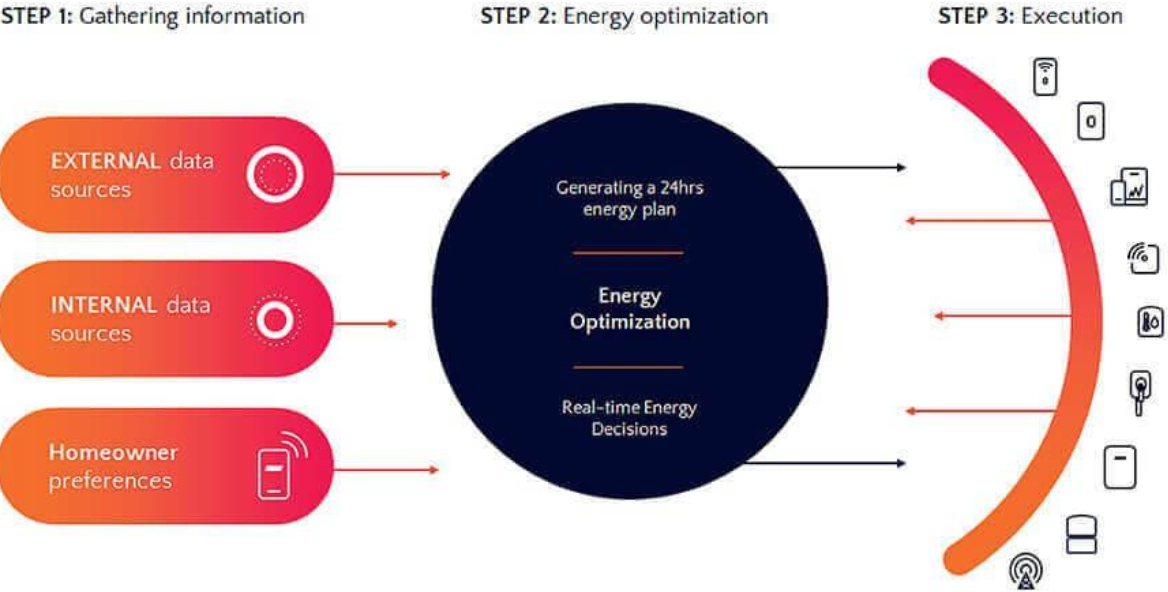 STEP 1: Gathering information
STEP 2: Energy optimization
STEP 3: Execution
EXTERNAL data
sources
INTERNAL data
sources
Homeowner
preferences
Generating a 24hrs
energy plan
Energy
Optimization
Real-time Energy
Decisions